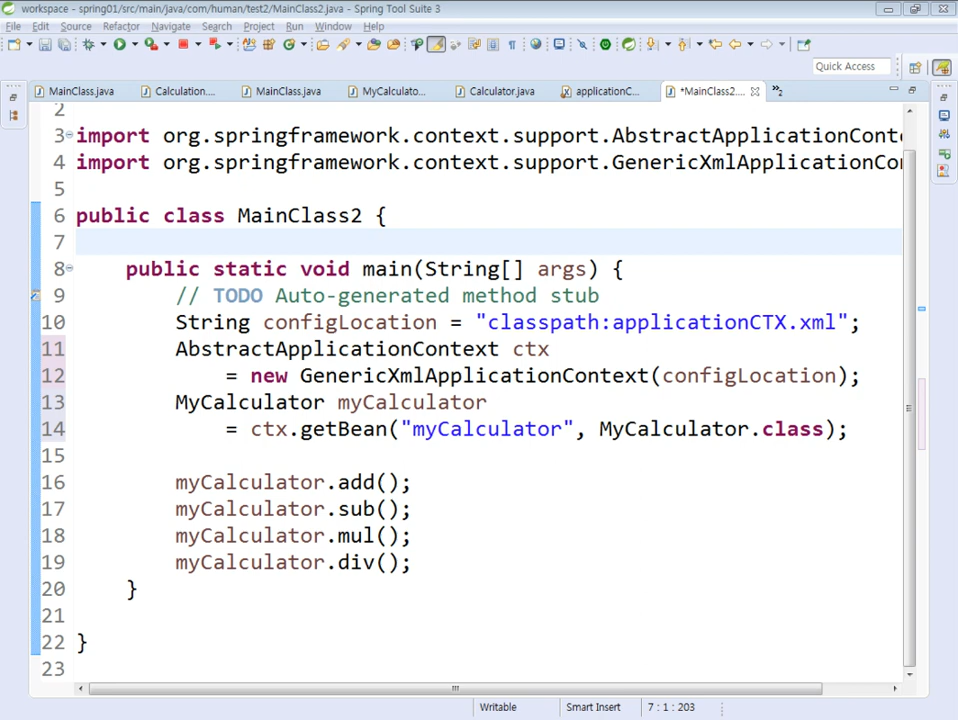 workspace - spring01/src/main/java/com/human/test2/MainClass2.java - Spring Tool Suite 3
File Edit Source Refactor Navigate Search Project Run Window Help
Quick Access
MainClass.java Calculation.... MainClass.java MyCalculato... Calculator.java applicationC... *MainClass2.... »2
2
3 import org.springframework.context.support.AbstractApplicationConte
4 import org.springframework.context.support.GenericXmlApplicationCon
5
6 public class MainClass2 {
7
8 public static void main(String[] args) {
9 // TODO Auto-generated method stub
10 String configLocation = "classpath:applicationCTX.xml";
11 AbstractApplicationContext ctx
12 = new GenericXmlApplicationContext(configLocation);
13 MyCalculator myCalculator
14 = ctx.getBean("myCalculator", MyCalculator.class);
15
16 myCalculator.add();
17 myCalculator.sub();
18 myCalculator.mul();
19 myCalculator.div();
20 }
21
22 }
23
Writable Smart Insert 7 : 1 : 203